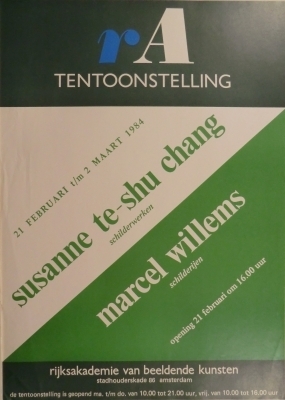 rA
TENTOONSTELLING
21 FEBRUARI t/m 2 MAART 1984
susanne te-shu chang
schilderwerken
marcel willems
schilderijen
opening 21 februari om 16.00 uur
rijksakademie van beeldende kunsten
stadhouderskade 86 amsterdam
de tentoonstelling is geopend ma. t/m do. van 10.00 tot 21.00 uur, vrij. van 10.00 tot 16.00 uur